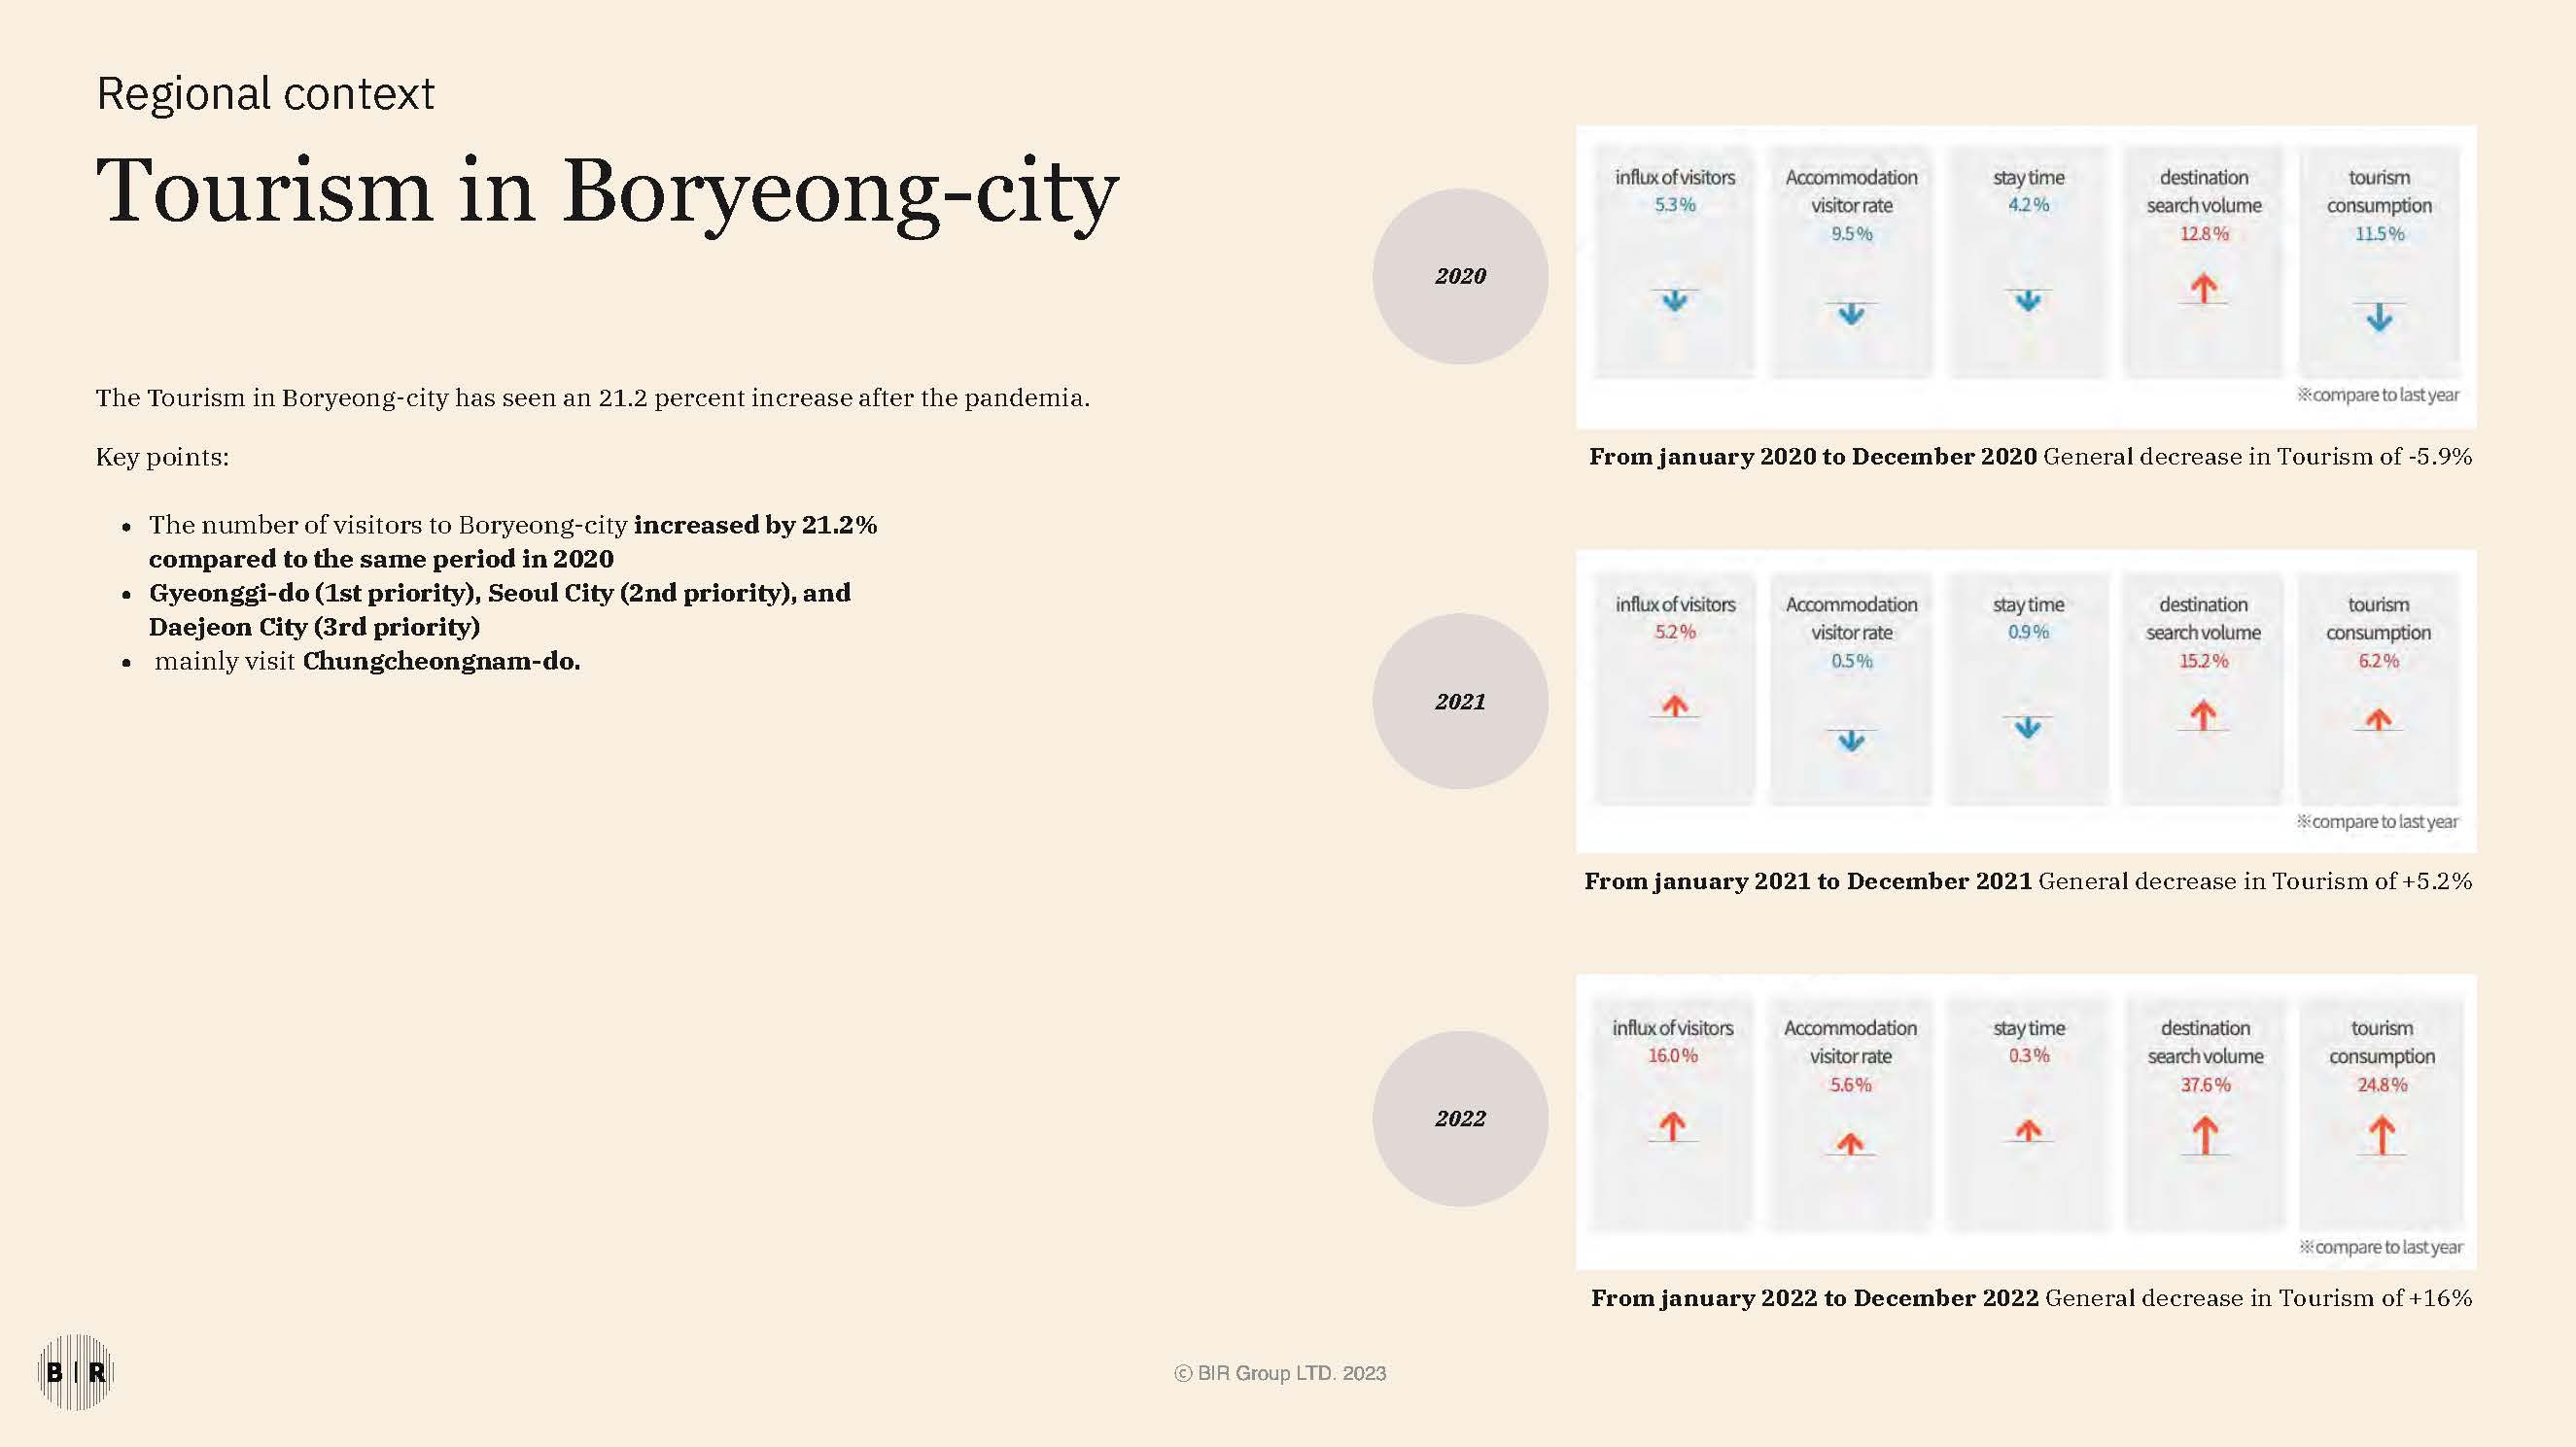 Regional context
Tourism in Boryeong-city
The Tourism in Boryeong-city has seen an 21.2 percent increase after the pandemia.
Key points:
• The number of visitors to Boryeong-city increased by 21.2%
compared to the same period in 2020
• Gyeonggi-do (1st priority), Seoul City (2nd priority), and
Daejeon City (3rd priority)
• mainly visit Chungcheongnam-do.
2020
influx of visitors
5.3%
Accommodation
visitor rate
9.5%
stay time
4.2%
destination
search volume
12.8%
tourism
consumption
11.5%
※compare to last year
From january 2020 to December 2020 General decrease in Tourism of -5.9%
2021
influx of visitors
5.2%
Accommodation
visitor rate
0.5%
stay time
0.9%
destination
search volume
15.2%
tourism
consumption
6.2%
※compare to last year
From january 2021 to December 2021 General decrease in Tourism of +5.2%
2022
influx of visitors
16.0%
Accommodation
visitor rate
5.6%
stay time
0.3%
destination
search volume
37.6%
tourism
consumption
24.8%
※compare to last year
From january 2022 to December 2022 General decrease in Tourism of +16%
B | R
© BIR Group LTD. 2023